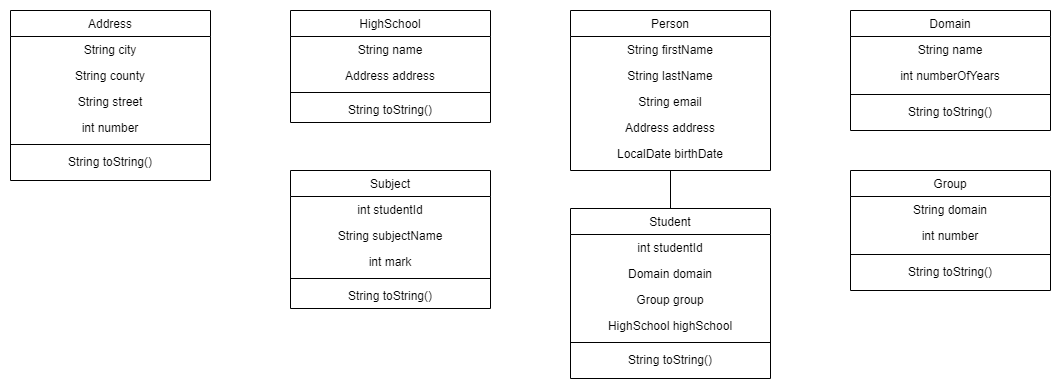 Address
String city
String county
String street
int number
String toString()
HighSchool
String name
Address address
String toString()
Subject
int studentId
String subjectName
int mark
String toString()
Person
String firstName
String lastName
String email
Address address
LocalDate birthDate
Student
int studentId
Domain domain
Group group
HighSchool highSchool
String toString()
Domain
String name
int numberOfYears
String toString()
Group
String domain
int number
String toString()